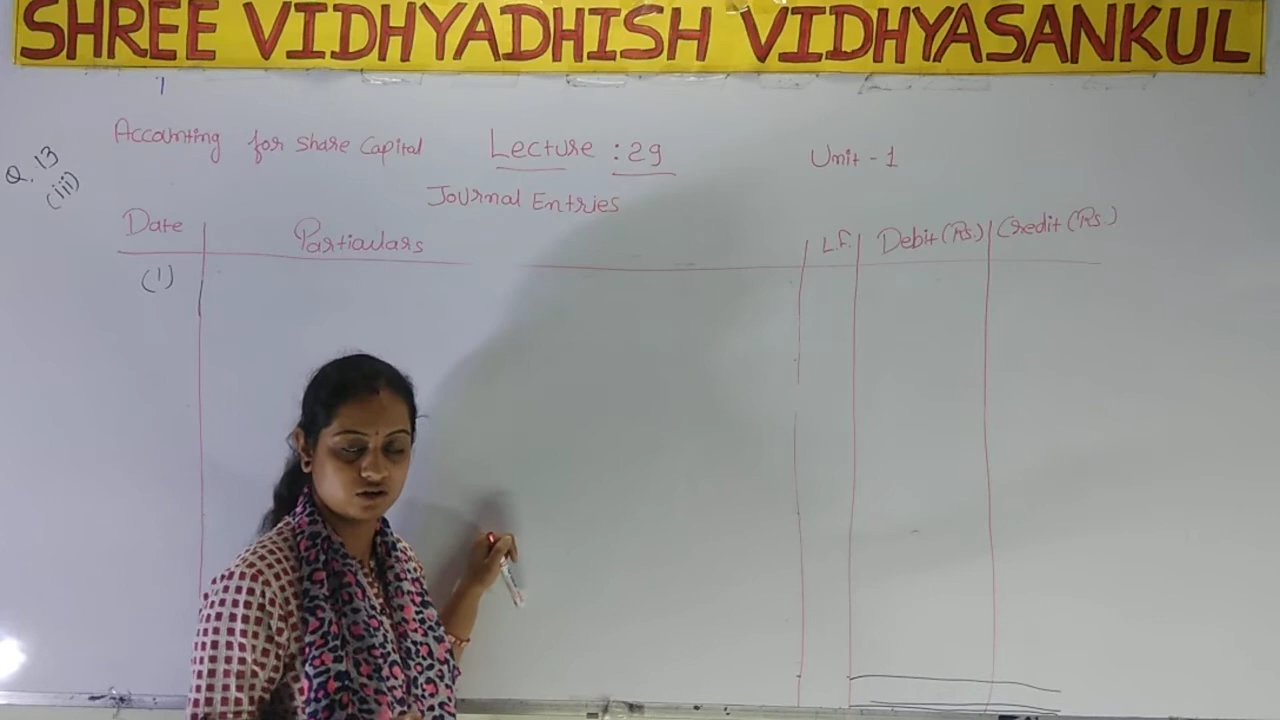 SHREE VIDHYADHISH VIDHYASANKUL
Accounting for Share Capital Lecture : 29 Unit - 1
Q. 13
(iii)
Journal Entries
Date Particulars L.F. Debit (Rs.) Credit (Rs.)
(1)